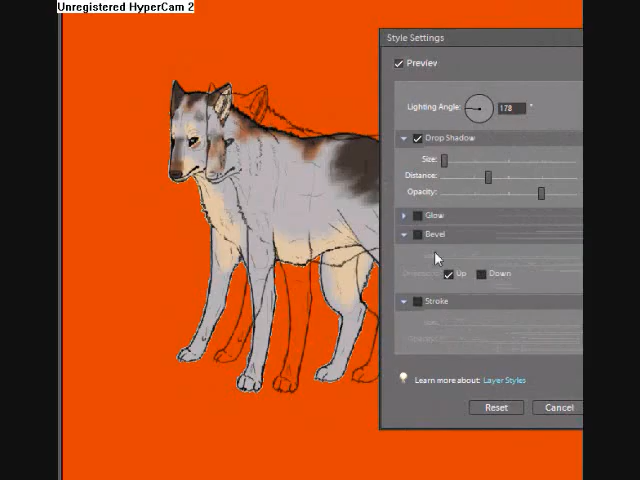 Unregistered HyperCam 2
Style Settings
Preview
Lighting Angle: 178 °
Drop Shadow
Size:
Distance:
Opacity:
Glow
Bevel
Up Down
Stroke
Learn more about: Layer Styles
Reset Cancel